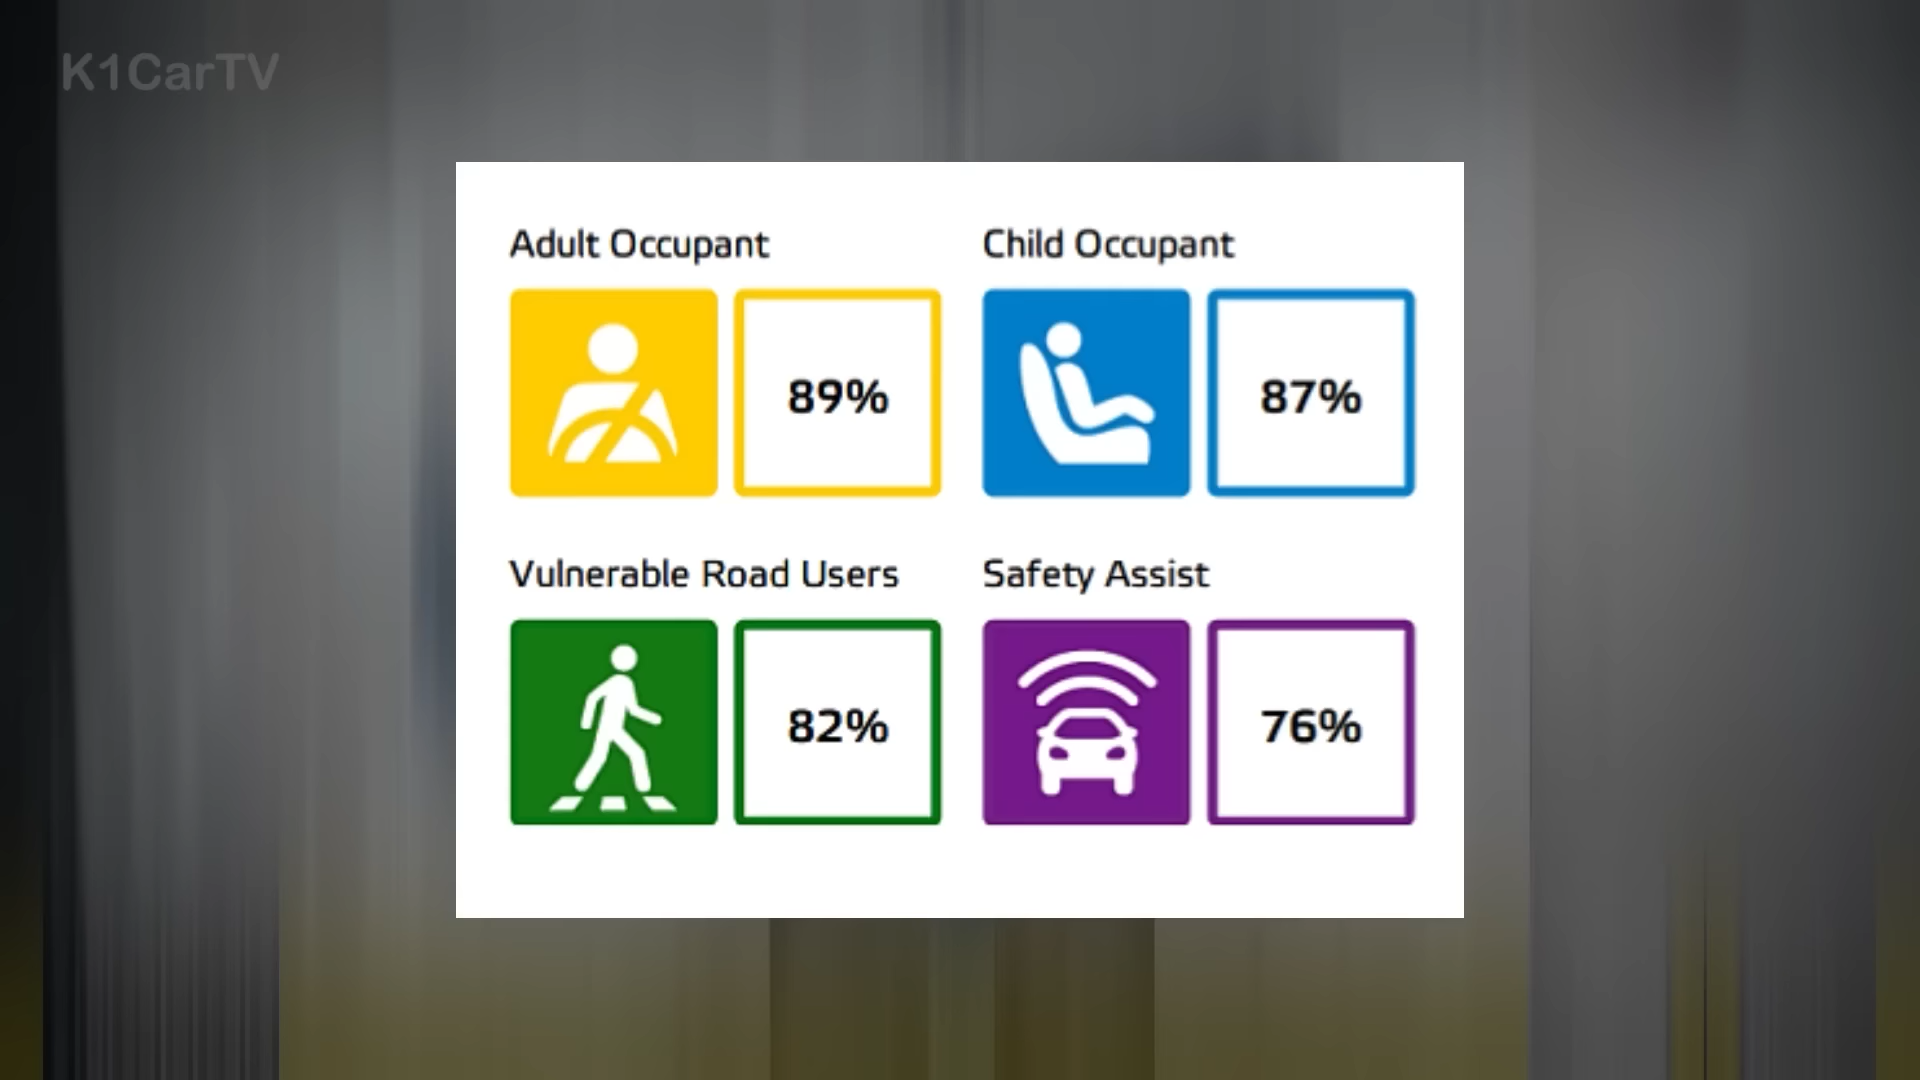 K1CarTV
Adult Occupant
89%
Child Occupant
87%
Vulnerable Road Users
82%
Safety Assist
76%